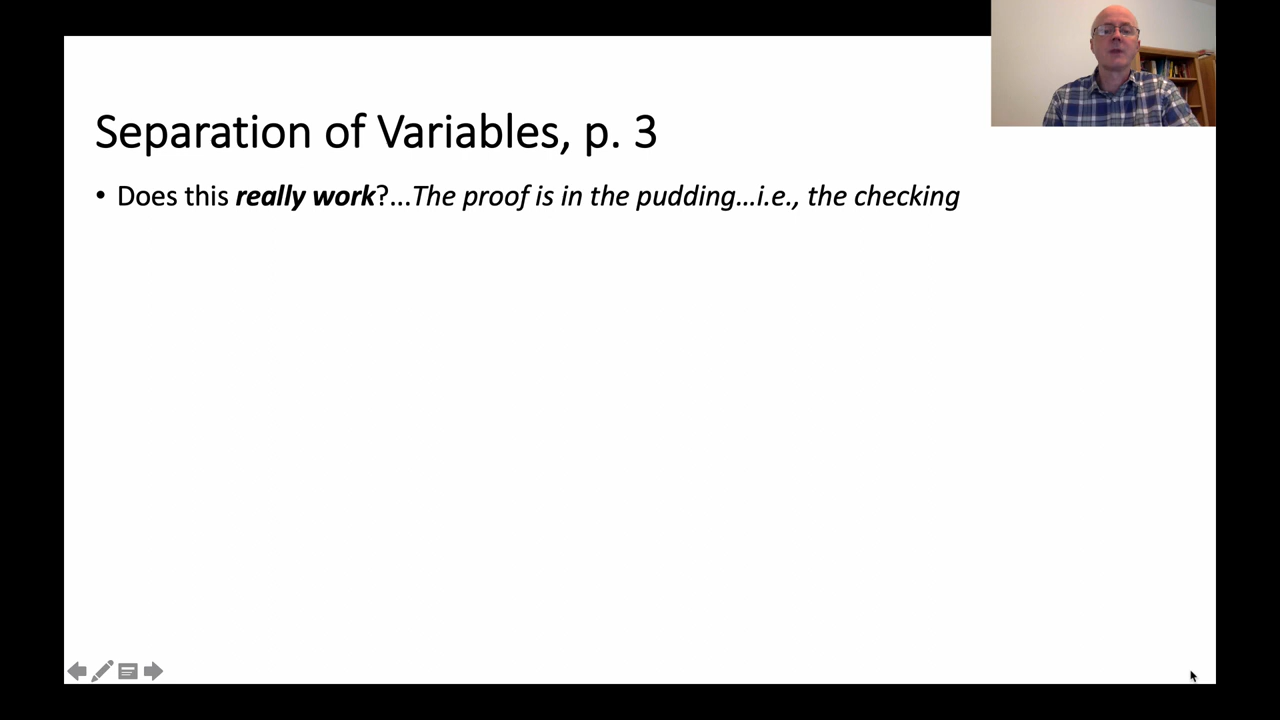 Separation of Variables, p. 3
• Does this really work?...The proof is in the pudding...i.e., the checking